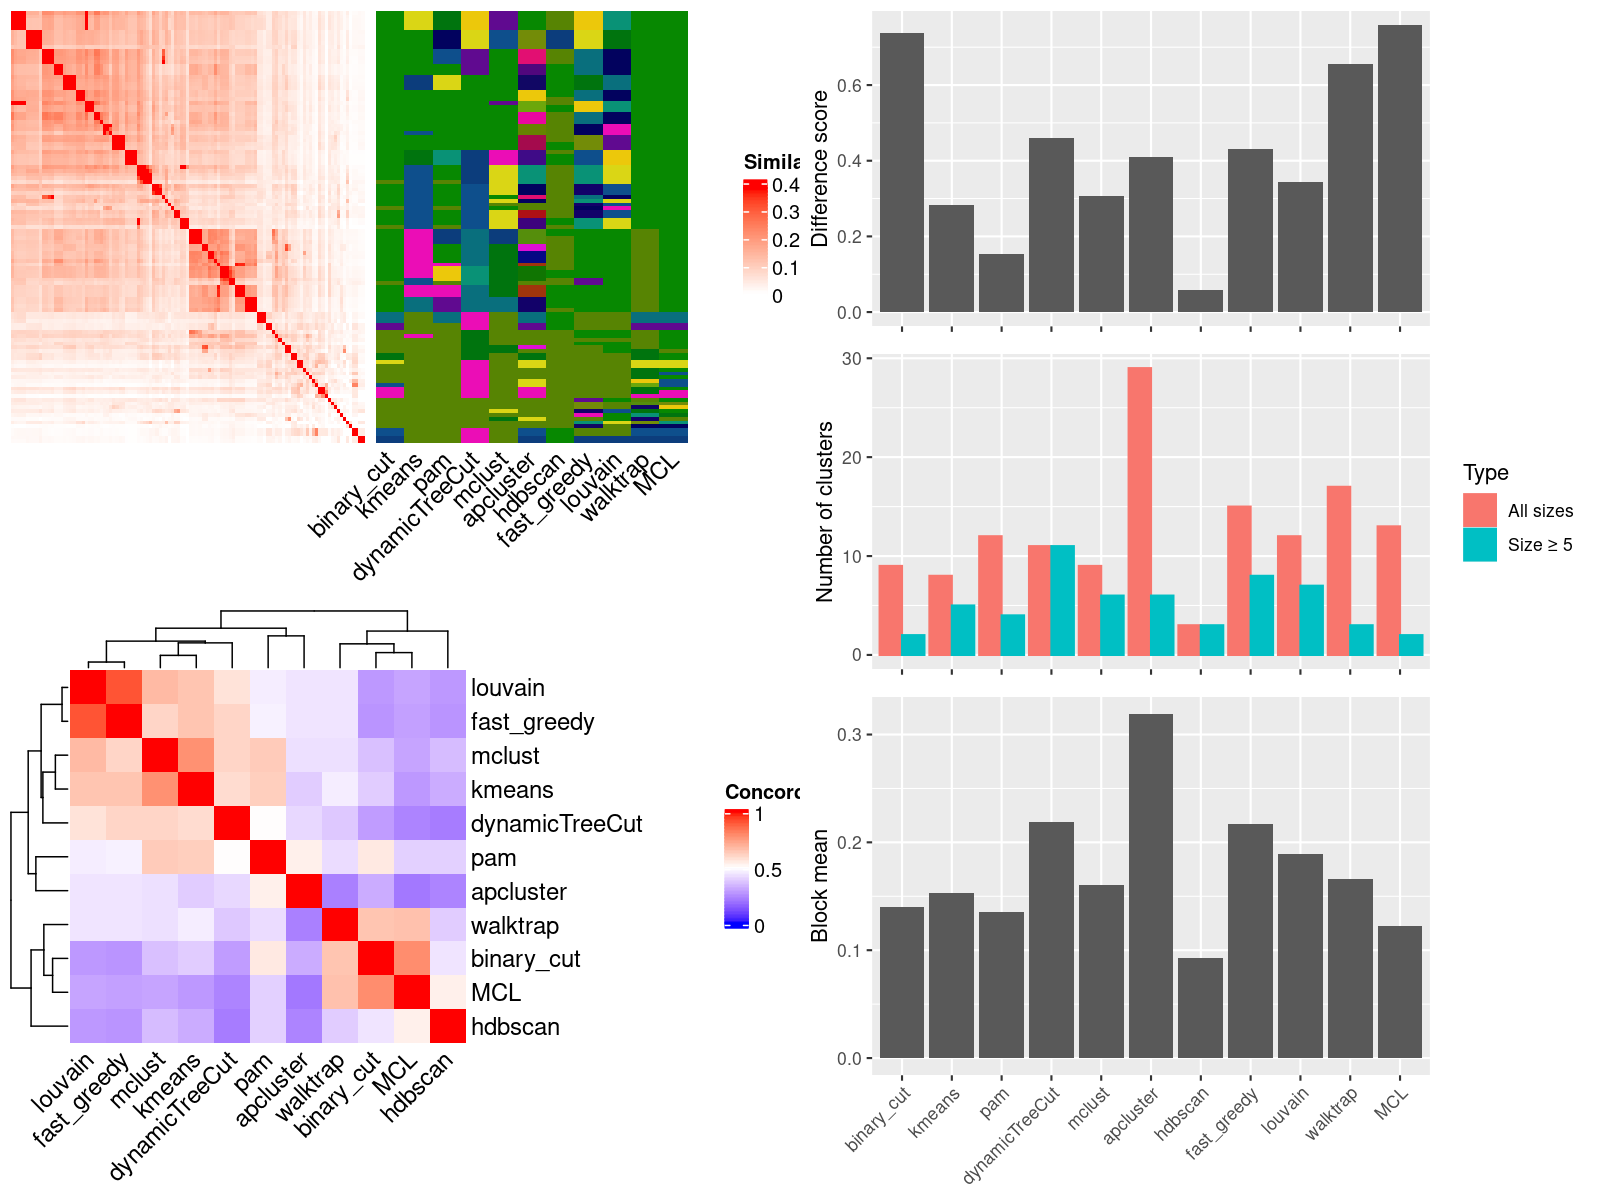 Simila
0.4
0.3
0.2
0.1
0
binary_cut
kmeans
pam
dynamicTreeCut
mclust
apcluster
hdbscan
fast_greedy
louvain
walktrap
MCL
louvain
fast_greedy
mclust
kmeans
dynamicTreeCut
pam
apcluster
walktrap
binary_cut
MCL
hdbscan
Concord
1
0.5
0
louvain
fast_greedy
mclust
kmeans
dynamicTreeCut
pam
apcluster
walktrap
binary_cut
MCL
hdbscan
Difference score
0.6
0.4
0.2
0.0
Number of clusters
30
20
10
0
Type
All sizes
Size ≥ 5
Block mean
0.3
0.2
0.1
0.0
binary_cut
kmeans
pam
dynamicTreeCut
mclust
apcluster
hdbscan
fast_greedy
louvain
walktrap
MCL